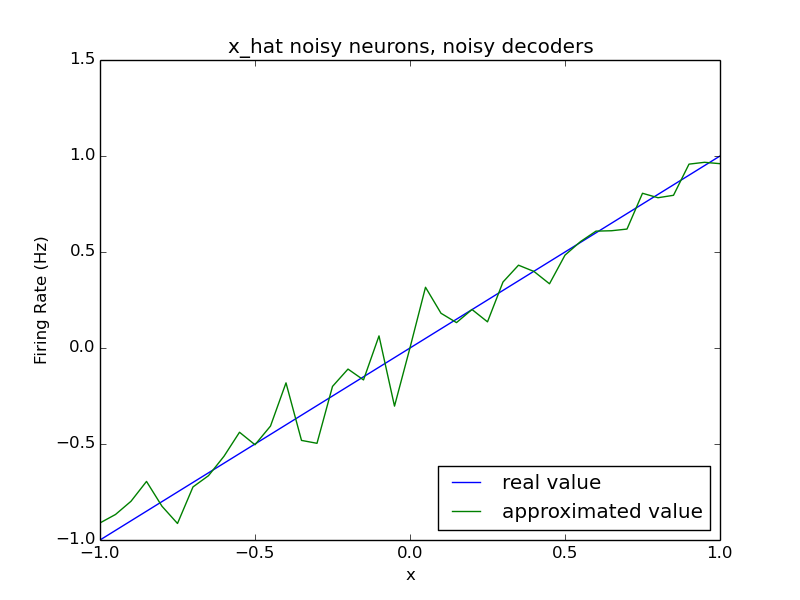 x_hat noisy neurons, noisy decoders
1.5
1.0
0.5
0.0
−0.5
−1.0
Firing Rate (Hz)
real value
approximated value
−1.0 −0.5 0.0 0.5 1.0
x